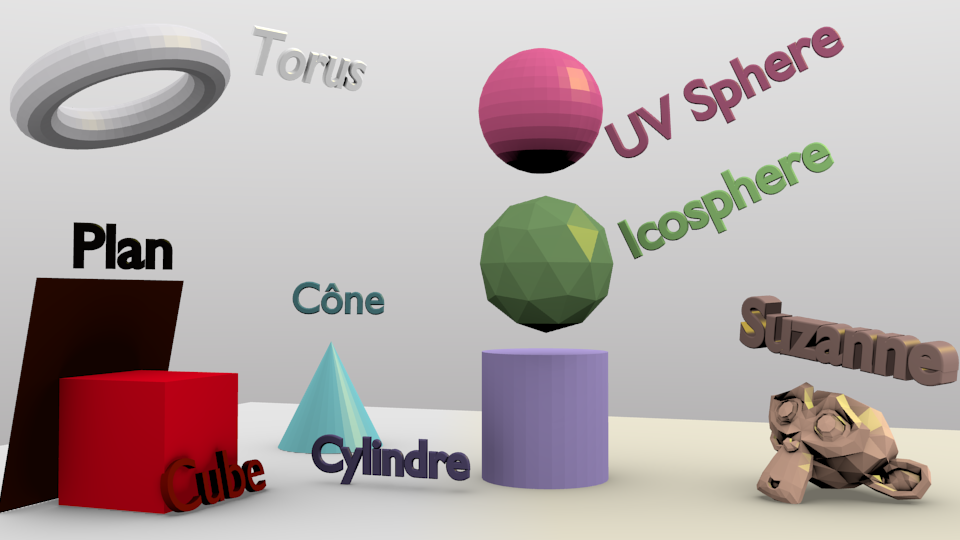 Torus
UV Sphere
Icosphere
Plan
Cône
Suzanne
Cylindre
Cube